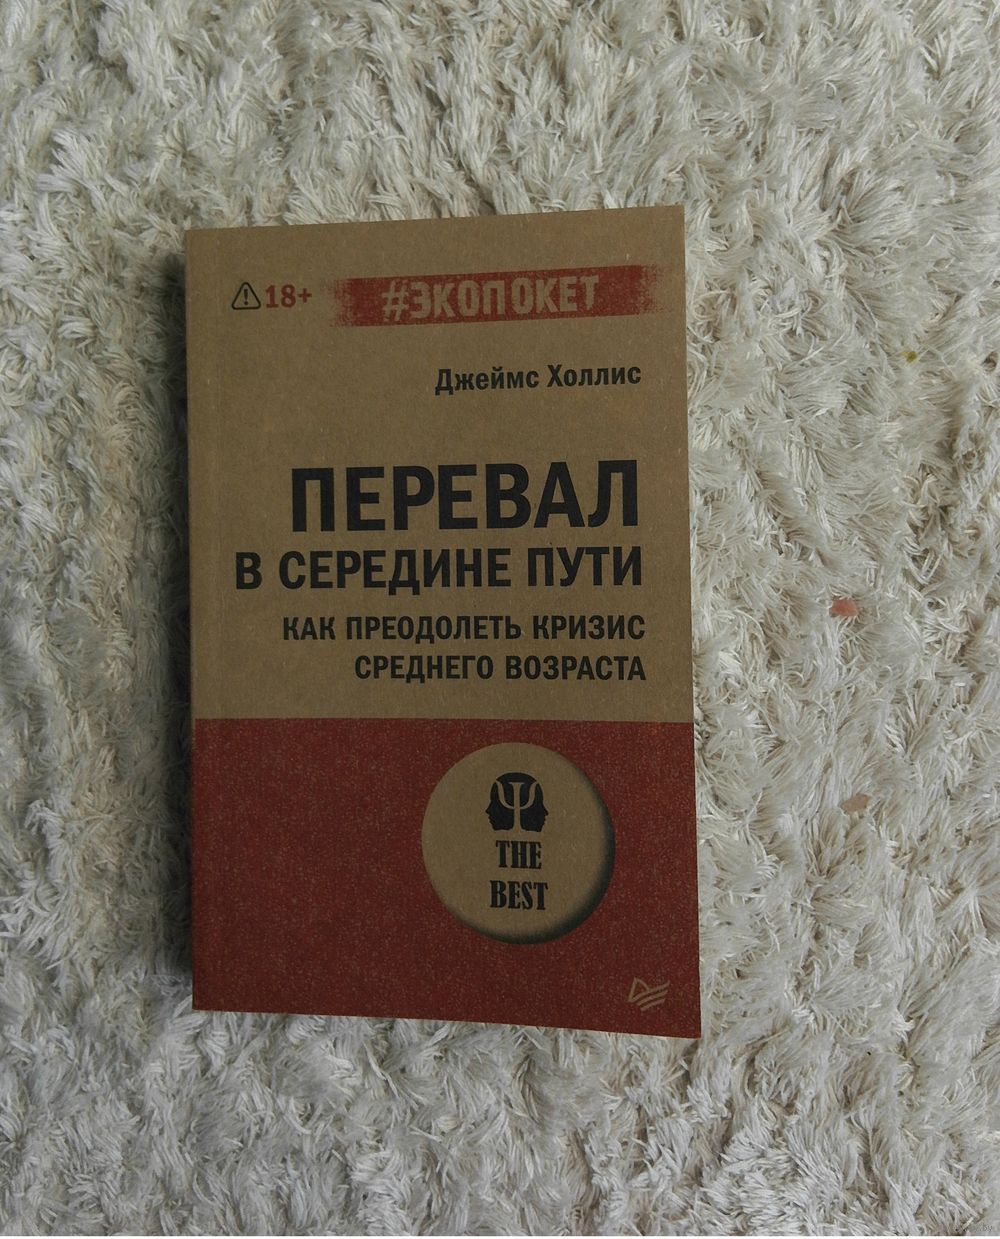 18+
#ЭКОПОКЕТ
Джеймс Холлис
ПЕРЕВАЛ
В СЕРЕДИНЕ ПУТИ
КАК ПРЕОДОЛЕТЬ КРИЗИС
СРЕДНЕГО ВОЗРАСТА
THE
BEST